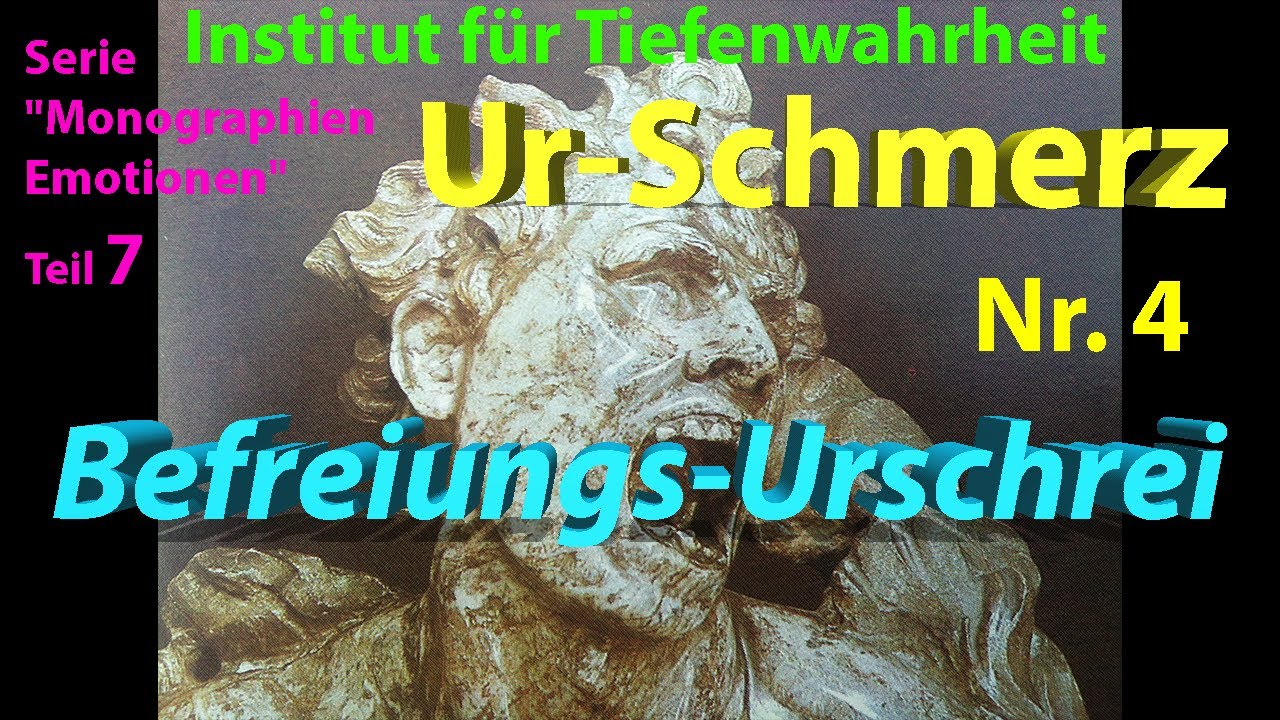 Institut für Tiefenwahrheit
Serie
"Monographien
Emotionen"
Teil 7
Ur-Schmerz
Nr. 4
Befreiungs-Urschrei